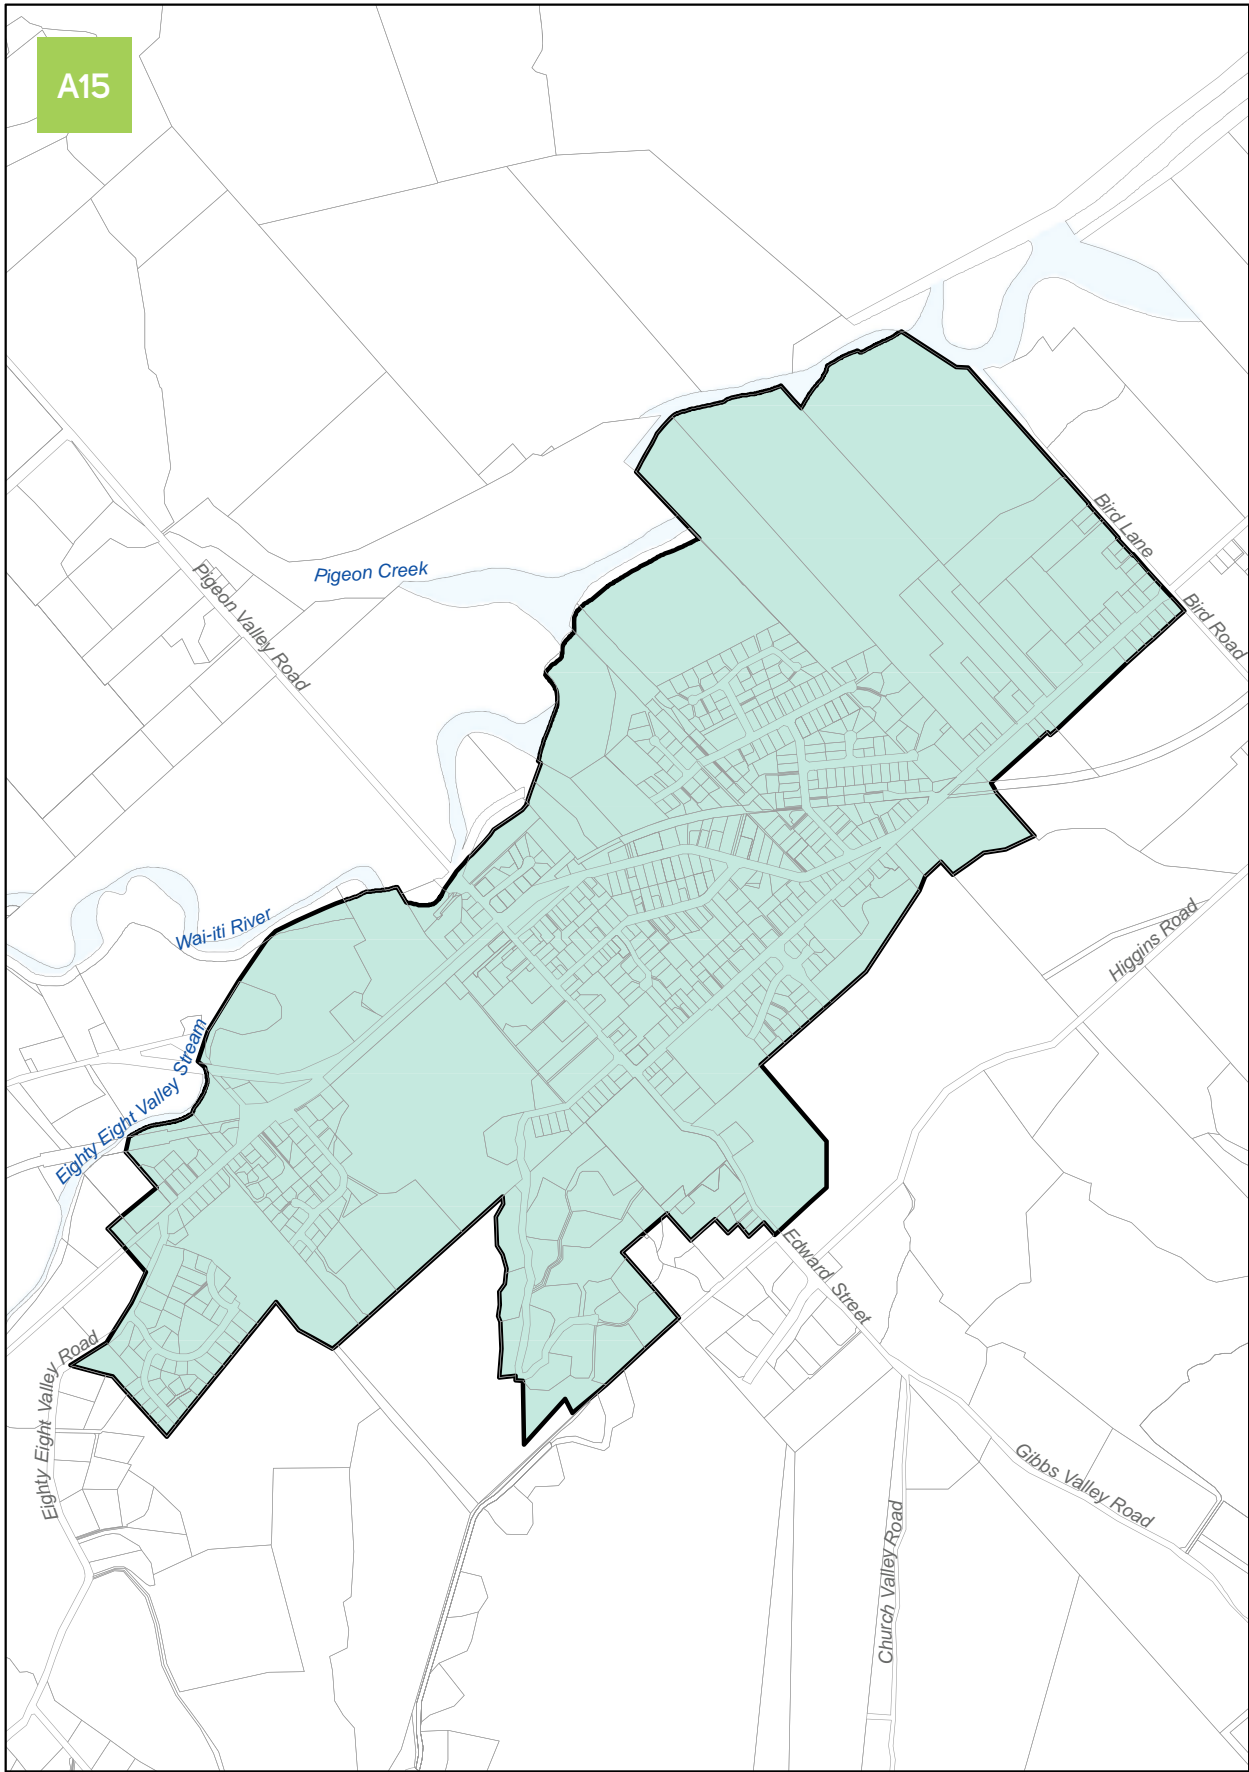 A15
Bird Lane
Pigeon Creek
Pigeon Valley Road
Bird Road
Wai-iti River
Higgins Road
Eighty Eight Valley Stream
Edward Street
Eighty Eight Valley Road
Gibbs Valley Road
Church Valley Road